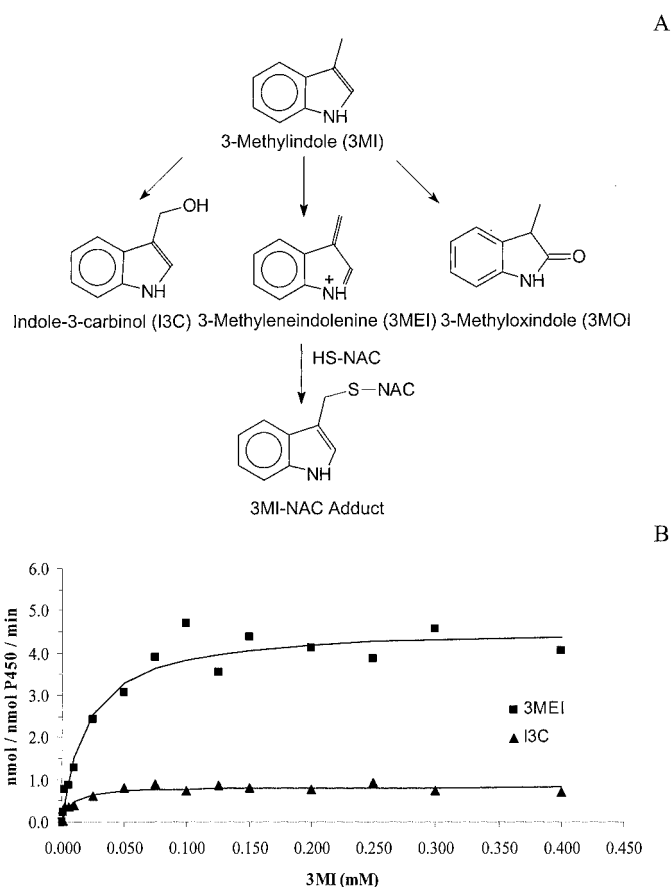 A
NH
3-Methylindole (3MI)
OH
NH
O
NH
+
NH
Indole-3-carbinol (I3C) 3-Methyleneindolenine (3MEI) 3-Methyloxindole (3MOI
HS-NAC
S-NAC
NH
3MI-NAC Adduct
B
6.0
5.0
4.0
3.0
2.0
1.0
0.0
nmol / nmol P450 / min
3MEI
I3C
0.000 0.050 0.100 0.150 0.200 0.250 0.300 0.350 0.400 0.450
3MI (mM)